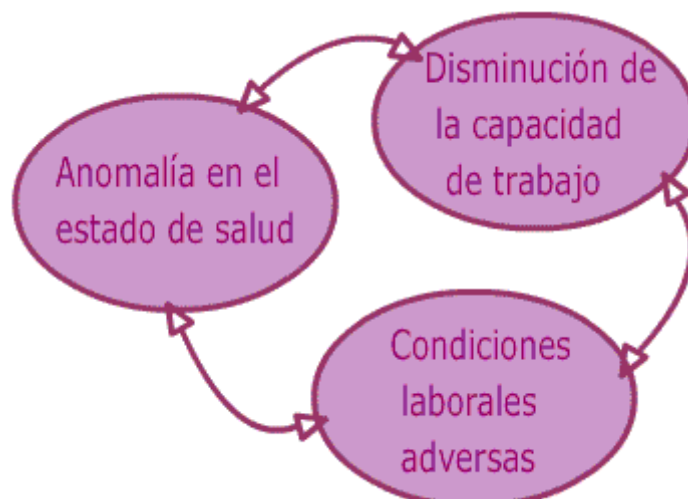 Anomalía en el
estado de salud
Disminución de
la capacidad
de trabajo
Condiciones
laborales
adversas